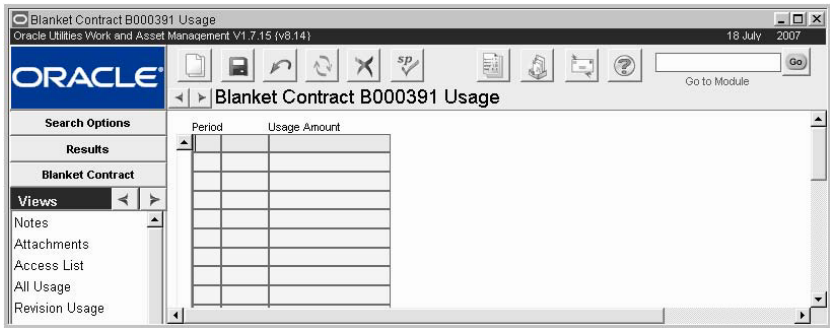 Blanket Contract B000391 Usage
Oracle Utilities Work and Asset Management V1.7.15 (v8.14)
18 July 2007
ORACLE
sp
Go
Go to Module
Blanket Contract B000391 Usage
Search Options
Results
Blanket Contract
Views
Notes
Attachments
Access List
All Usage
Revision Usage
Period Usage Amount